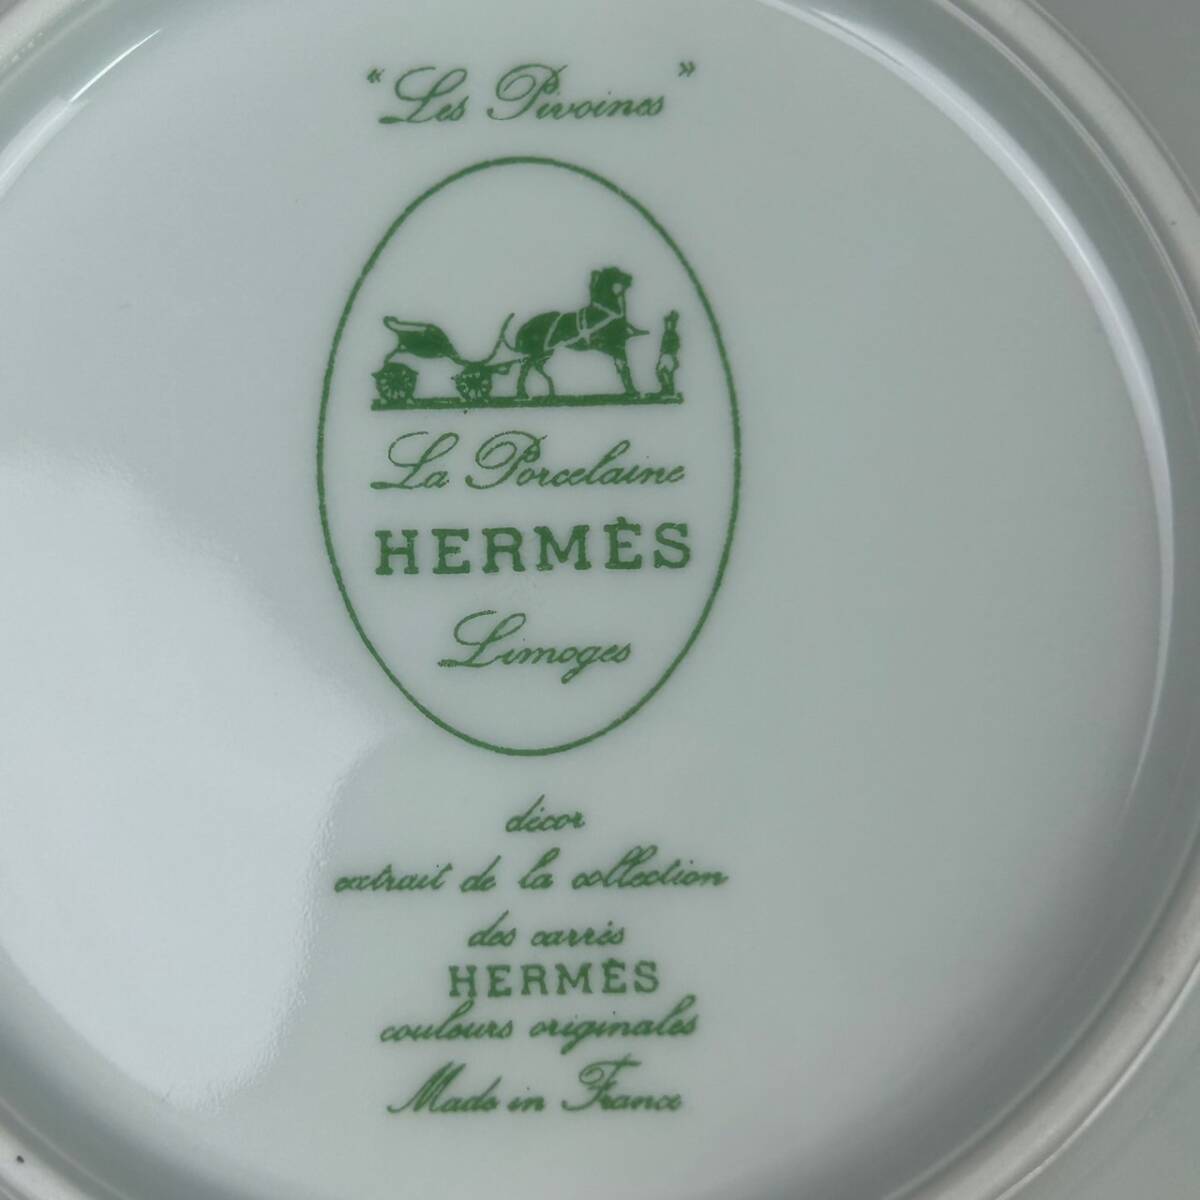 “Les Pivoines”
La Porcelaine
HERMÈS
Limoges
décor
extrait de la collection
des carrés
HERMÈS
couleurs originales
Made in France